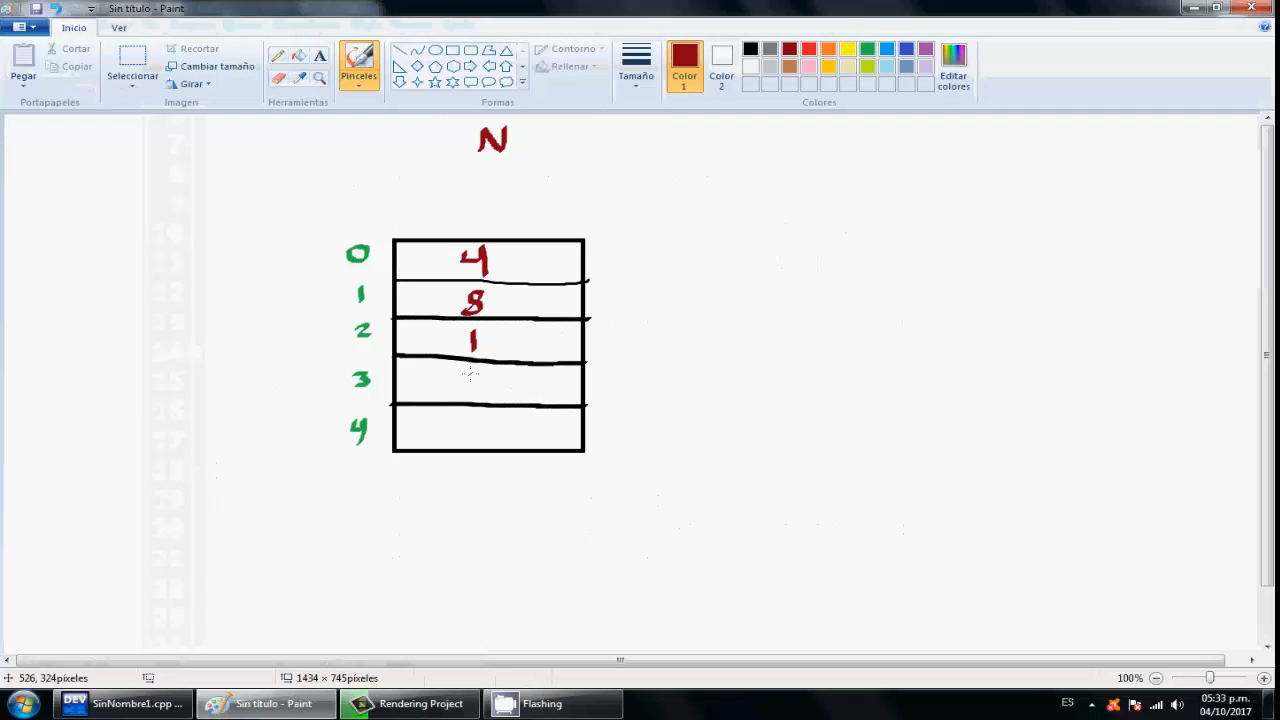 Sin título - Paint
Inicio Ver
Pegar
Cortar
Copiar
Portapapeles
Seleccionar
Recortar
Cambiar tamaño
Girar
Imagen
A
Herramientas
Pinceles
Contorno
Rellenar
Formas
Tamaño
Color 1
Color 2
Editar colores
Colores
N
0 4
1 8
2 1
3
4
526, 324píxeles 1434 × 745píxeles 100%
SinNombre1.cpp ... Sin título - Paint Rendering Project Flashing ES 05:33 p.m.
DEV 04/10/2017